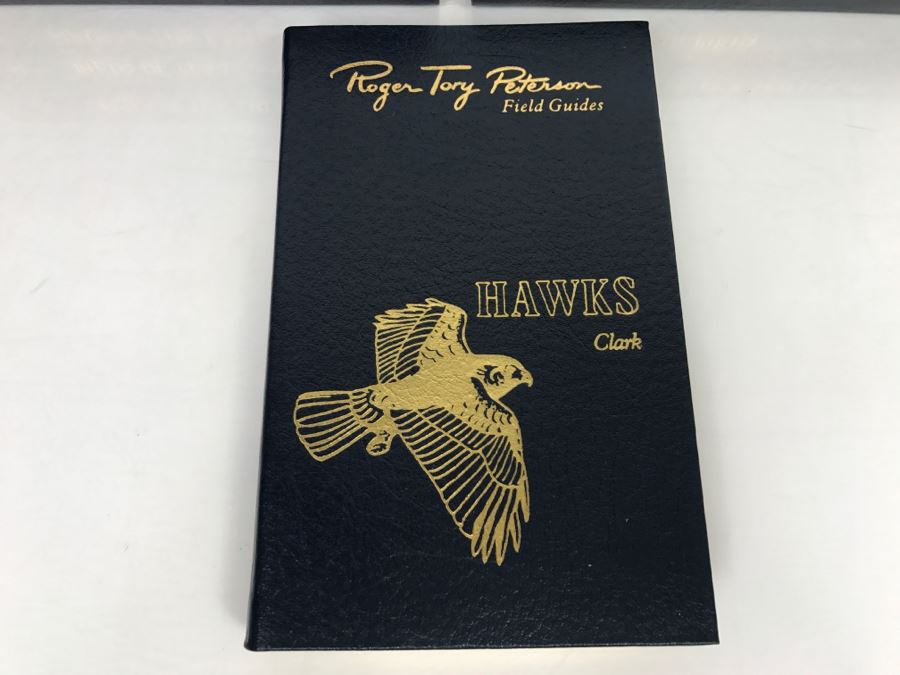 Roger Tory Peterson
Field Guides
HAWKS
Clark